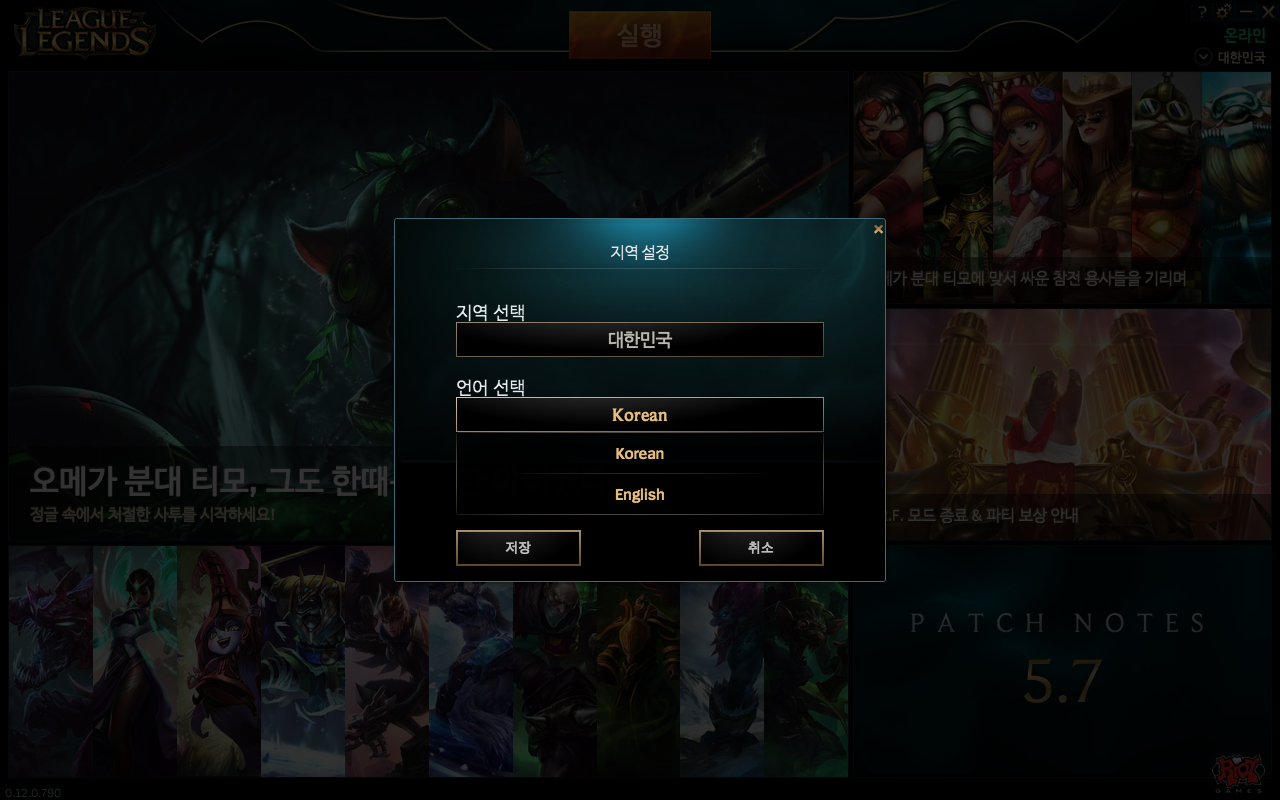 LEAGUE OF
LEGENDS
실행
?
온라인
대한민국
지역 설정
지역 선택
대한민국
언어 선택
Korean
Korean
English
저장
취소
오메가 분대 티모, 그도 한때
정글 속에서 처절한 사투를 시작하세요!
메가 분대 티모에 맞서 싸운 참전 용사들을 기리며
.F. 모드 종료 & 파티 보상 안내
PATCH NOTES
5.7
RIOT
GAMES
0.12.0.790